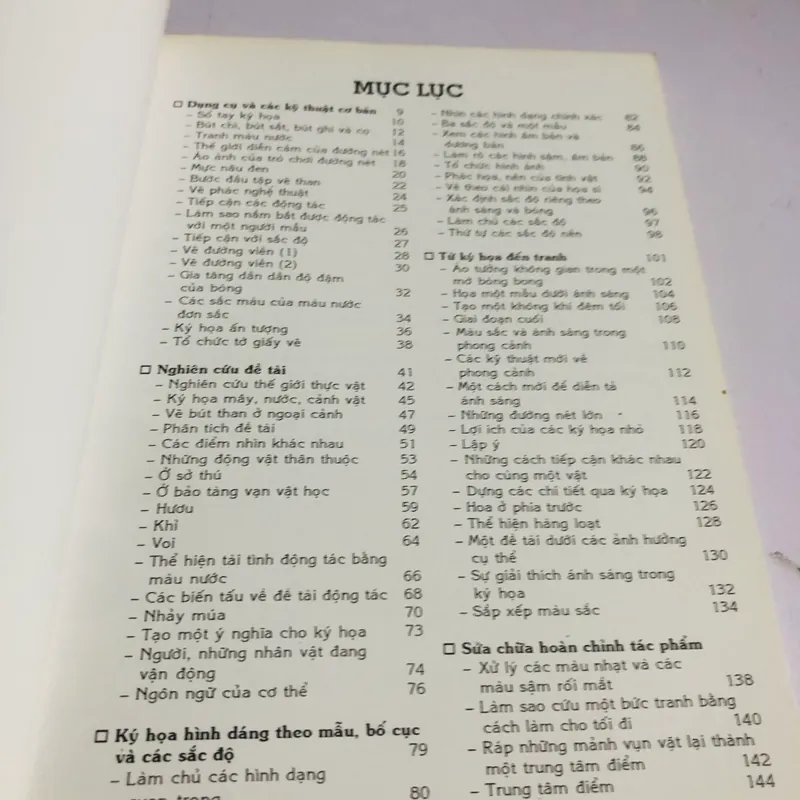 MỤC LỤC
☐ Dụng cụ và các kỹ thuật cơ bản 9
– Sổ tay ký họa 10
– Bút chì, bút sắt, bút ghi và cọ 12
– Tranh màu nước 14
– Thế giới diễn cảm của đường nét 16
– Ảo ảnh của trò chơi đường nét 18
– Mực nâu đen 20
– Bước đầu tập vẽ than 22
– Vẽ phác nghệ thuật 24
– Tiếp cận các động tác 25
– Làm sao nắm bắt được động tác
với một người mẫu 26
– Tiếp cận với sắc độ 27
– Vẽ đường viền (1) 28
– Vẽ đường viền (2) 30
– Gia tăng dần dần độ đậm
của bóng 32
– Các sắc màu của màu nước
đơn sắc 34
– Ký họa ấn tượng 36
– Tổ chức tờ giấy vẽ 38
☐ Nghiên cứu đề tài 41
– Nghiên cứu thế giới thực vật 42
– Ký họa mây, nước, cảnh vật 45
– Vẽ bút than ở ngoại cảnh 47
– Phân tích đề tài 49
– Các điểm nhìn khác nhau 51
– Những động vật thân thuộc 53
– Ở sở thú 54
– Ở bảo tàng vạn vật học 57
– Hươu 59
– Khỉ 62
– Voi 64
– Thể hiện tài tình động tác bằng
màu nước 66
– Các biến tấu về đề tài động tác 68
– Nhảy múa 70
– Tạo một ý nghĩa cho ký họa 73
– Người, những nhân vật đang
vận động 74
– Ngôn ngữ của cơ thể 76
☐ Ký họa hình dáng theo mẫu, bố cục
và các sắc độ 79
– Làm chủ các hình dạng
quan trọng 80
– Nhìn các hình dạng chính xác 82
– Ba sắc độ và một mẫu 84
– Xem các hình âm bản và
dương bản 86
– Làm rõ các hình sậm, âm bản 88
– Tổ chức hình ảnh 90
– Phác họa, nền của tĩnh vật 92
– Vẽ theo cái nhìn của họa sĩ 94
– Xác định sắc độ riêng theo
ánh sáng và bóng 96
– Làm chủ các sắc độ 97
– Thứ tự các sắc độ nền 98
☐ Từ ký họa đến tranh 101
– Ảo tưởng không gian trong một
mớ bòng bong 102
– Họa một mẫu dưới ánh sáng 104
– Tạo một không khí đêm tối 106
– Giai đoạn cuối 108
– Màu sắc và ánh sáng trong
phong cảnh 110
– Các kỹ thuật mới vẽ
phong cảnh 112
– Một cách mới để diễn tả
ánh sáng 114
– Những đường nét lớn 116
– Lợi ích của các ký họa nhỏ 118
– Lập ý 120
– Những cách tiếp cận khác nhau
cho cùng một vật 122
– Dựng các chi tiết qua ký họa 124
– Hoa ở phía trước 126
– Thể hiện hàng loạt 128
– Một đề tài dưới các ảnh hưởng
cụ thể 130
– Sự giải thích ánh sáng trong
ký họa 132
– Sắp xếp màu sắc 134
☐ Sửa chữa hoàn chỉnh tác phẩm
– Xử lý các màu nhạt và các
màu sậm rối mắt 138
– Làm sao cứu một bức tranh bằng
cách làm cho tối đi 140
– Ráp những mảnh vụn vặt lại thành
một trung tâm điểm 142
– Trung tâm điểm 144